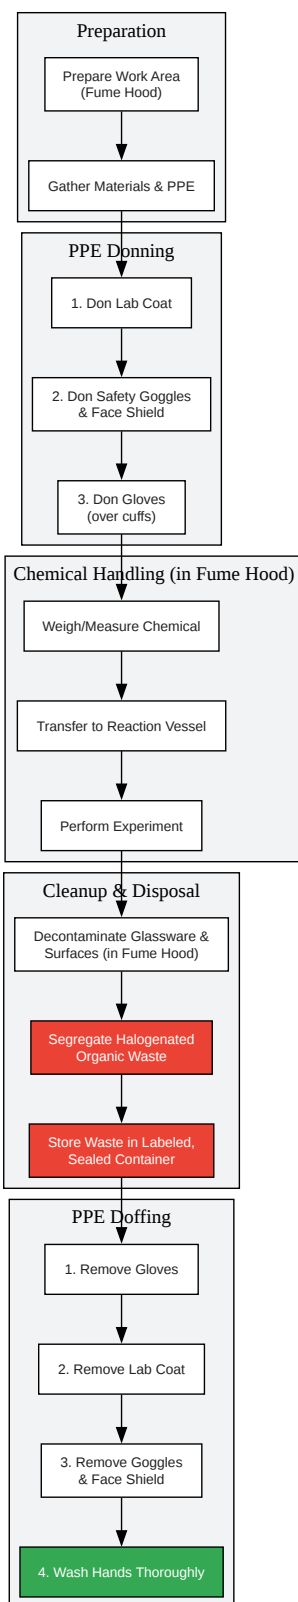 Preparation
Prepare Work Area
(Fume Hood)
Gather Materials & PPE
PPE Donning
1. Don Lab Coat
2. Don Safety Goggles
& Face Shield
3. Don Gloves
(over cuffs)
Chemical Handling (in Fume Hood)
Weigh/Measure Chemical
Transfer to Reaction Vessel
Perform Experiment
Cleanup & Disposal
Decontaminate Glassware &
Surfaces (in Fume Hood)
Segregate Halogenated
Organic Waste
Store Waste in Labeled,
Sealed Container
PPE Doffing
1. Remove Gloves
2. Remove Lab Coat
3. Remove Goggles
& Face Shield
4. Wash Hands Thoroughly